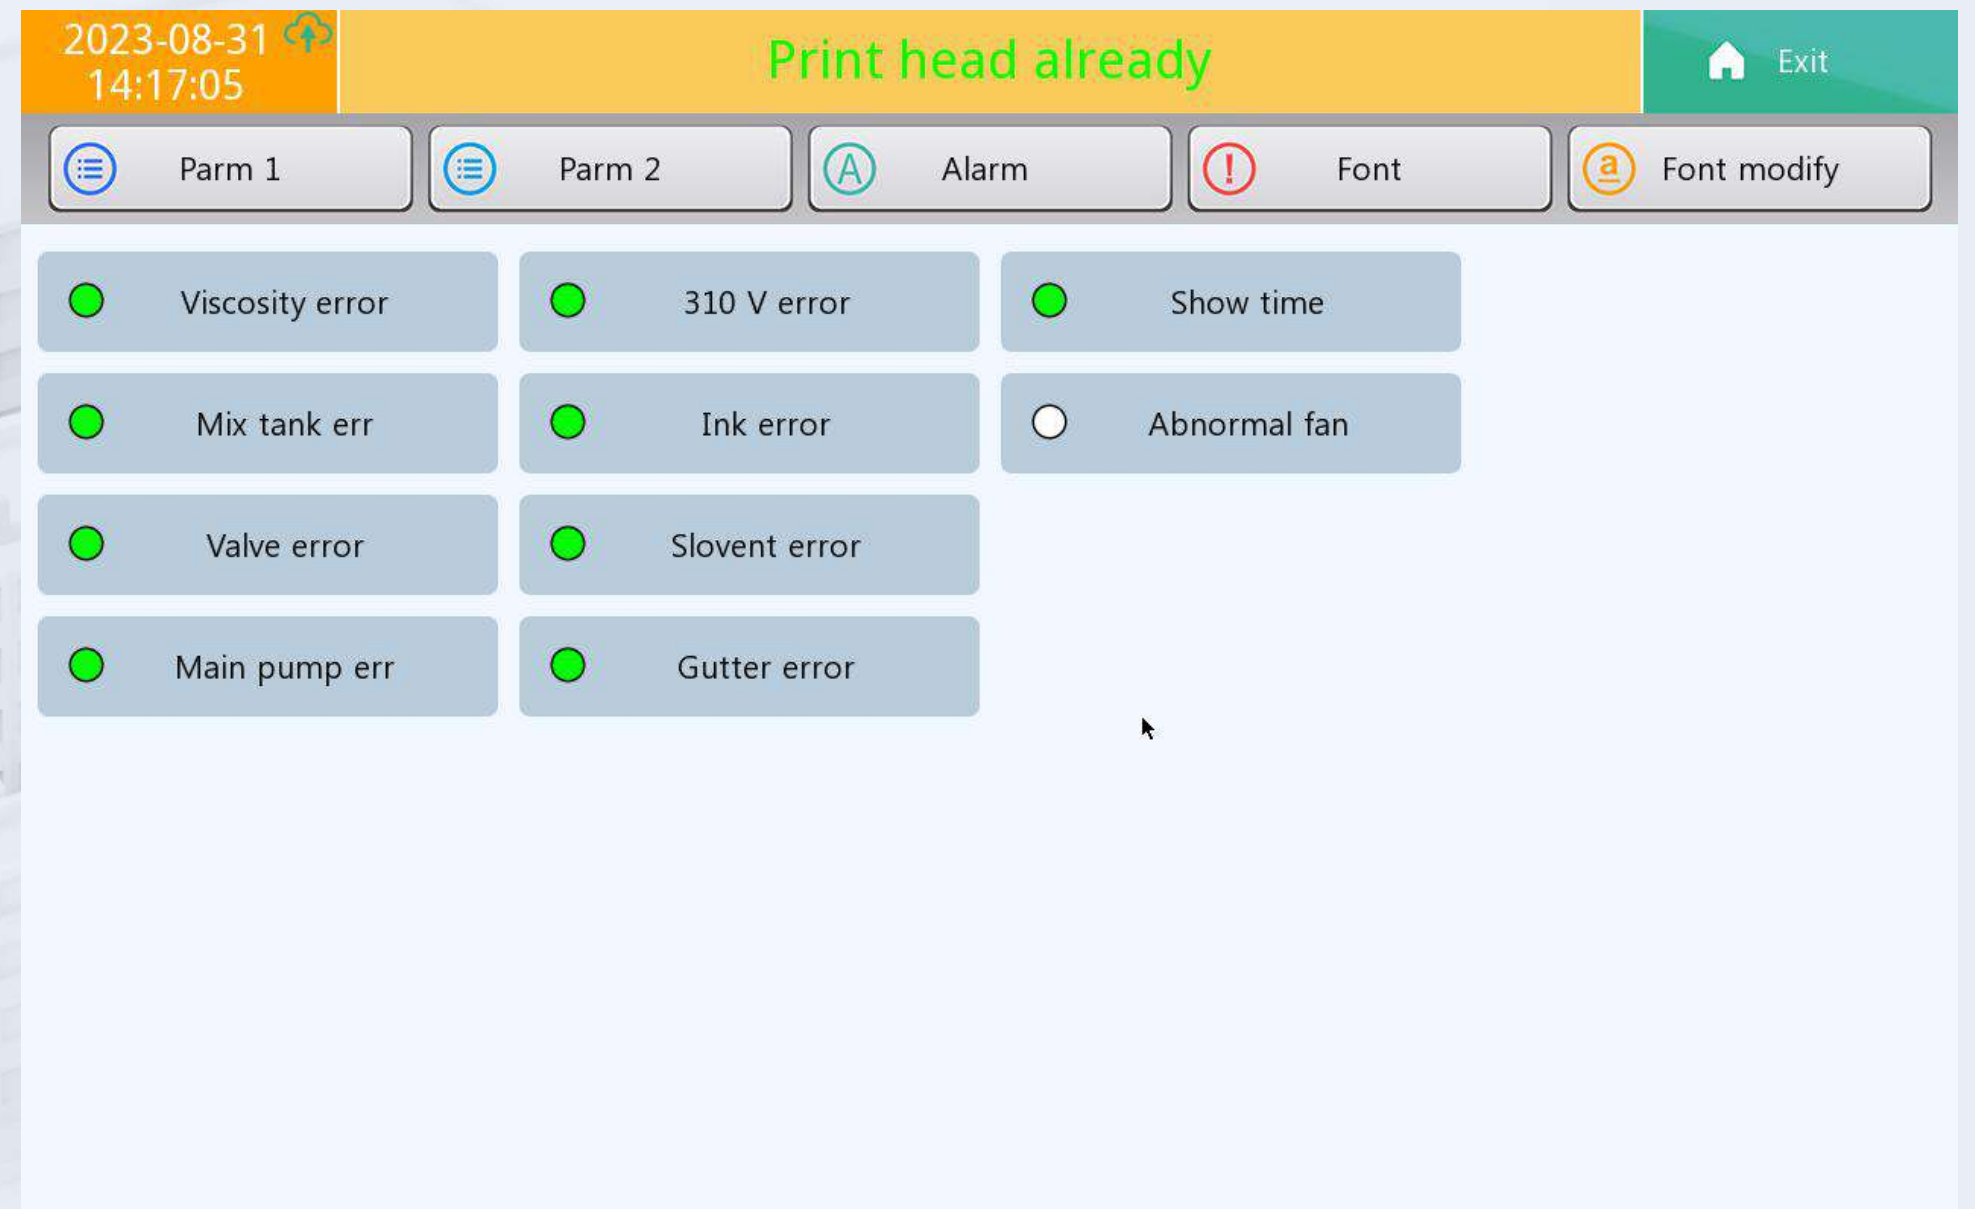 2023-08-31
14:17:05
Print head already
Exit
Parm 1
Parm 2
A
Alarm
!
Font
a
Font modify
Viscosity error
310 V error
Show time
Mix tank err
Ink error
Abnormal fan
Valve error
Slovent error
Main pump err
Gutter error